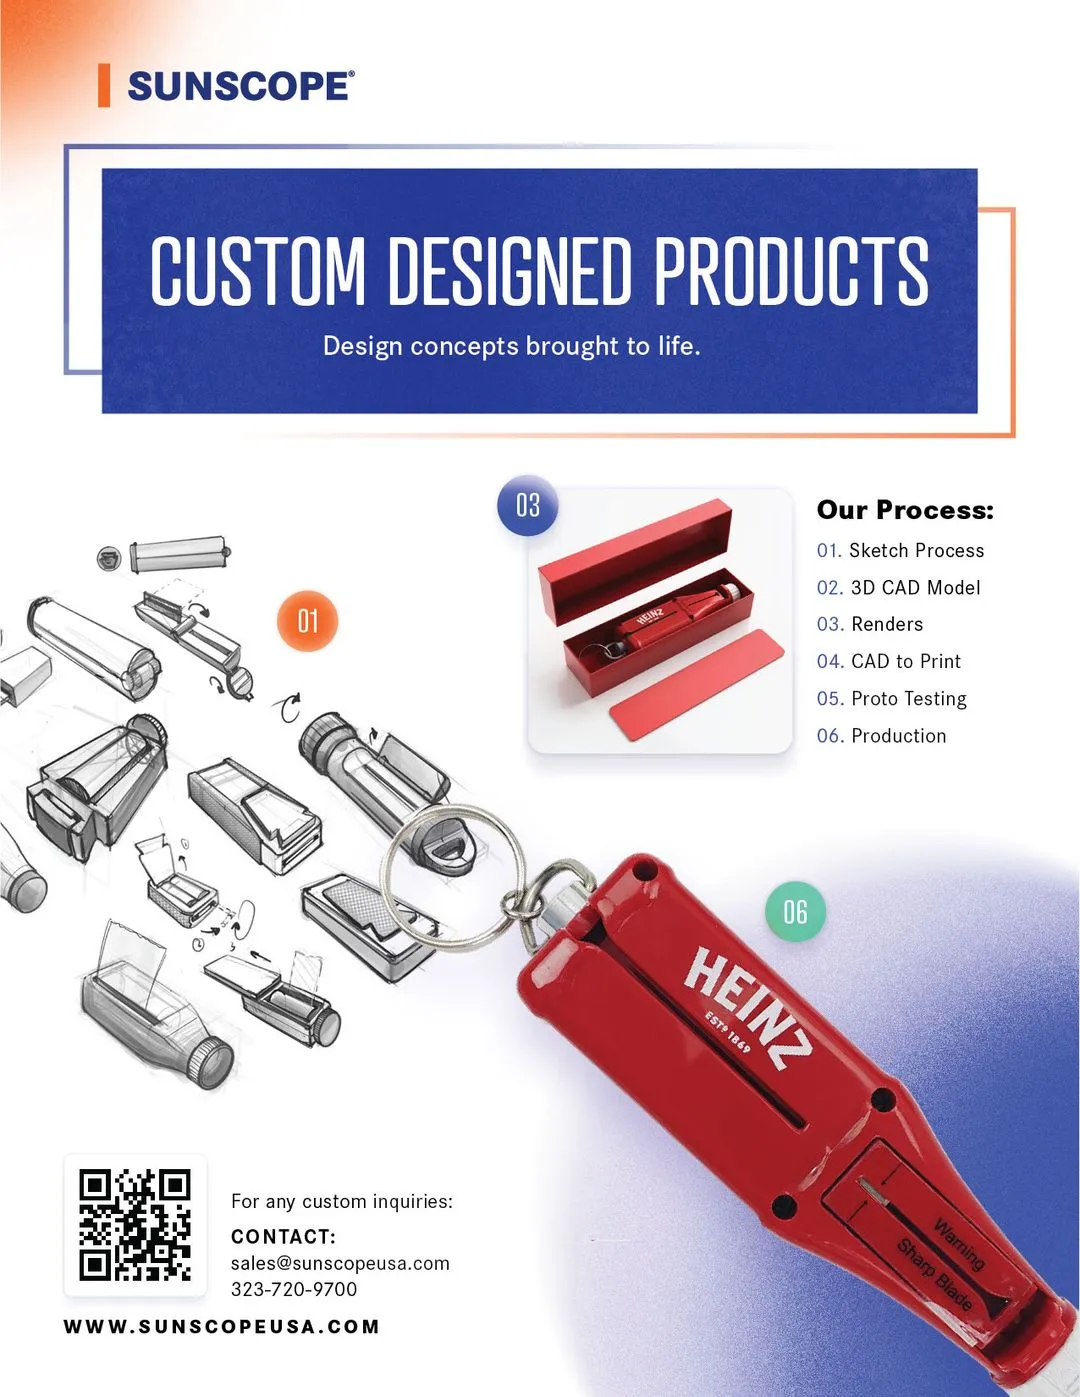 SUNSCOPE®
CUSTOM DESIGNED PRODUCTS
Design concepts brought to life.
03
HEINZ
Our Process:
01. Sketch Process
02. 3D CAD Model
03. Renders
04. CAD to Print
05. Proto Testing
06. Production
01
06
HEINZ
ESTD 1869
Warning
Sharp Blade
For any custom inquiries:
CONTACT:
sales@sunscopeusa.com
323-720-9700
WWW.SUNSCOPEUSA.COM